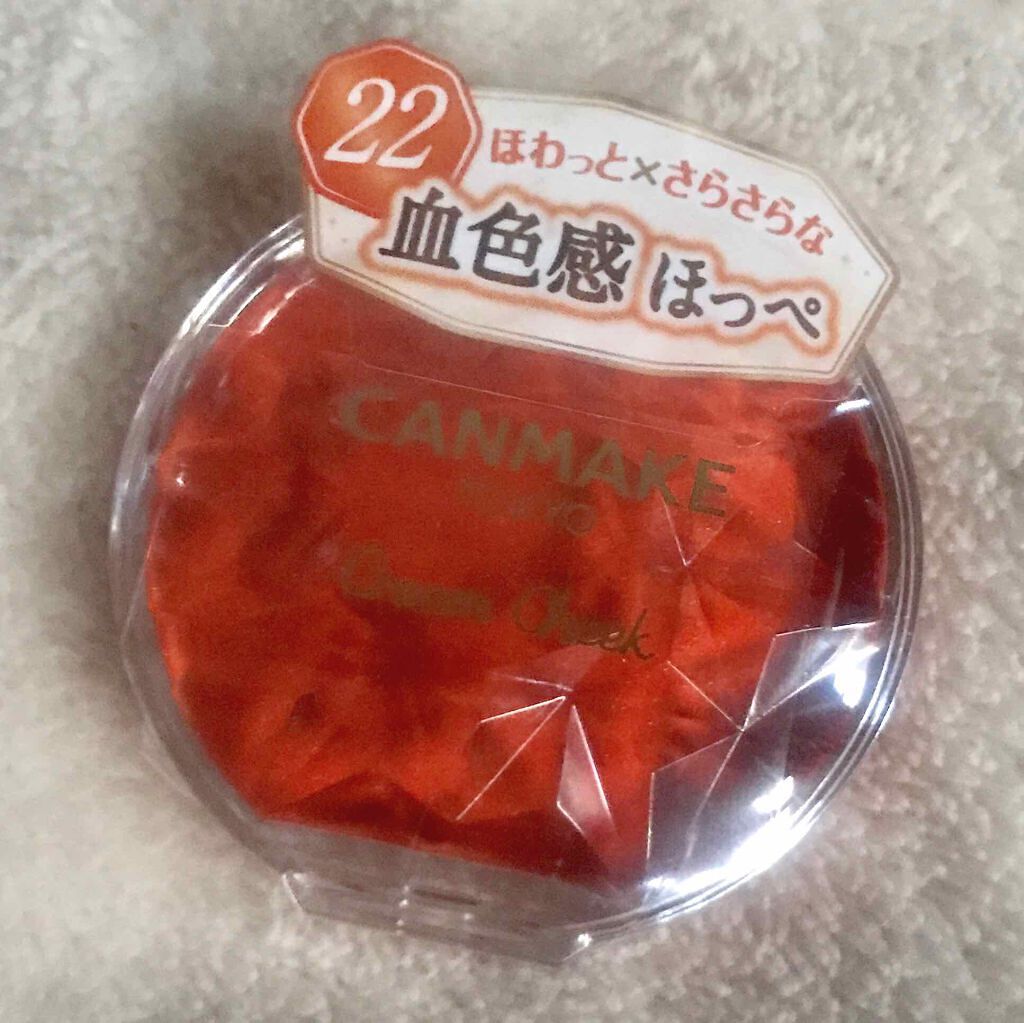 22
ほわっと×さらさらな
血色感 ほっぺ
CANMAKE
TOKYO
Cream Cheek